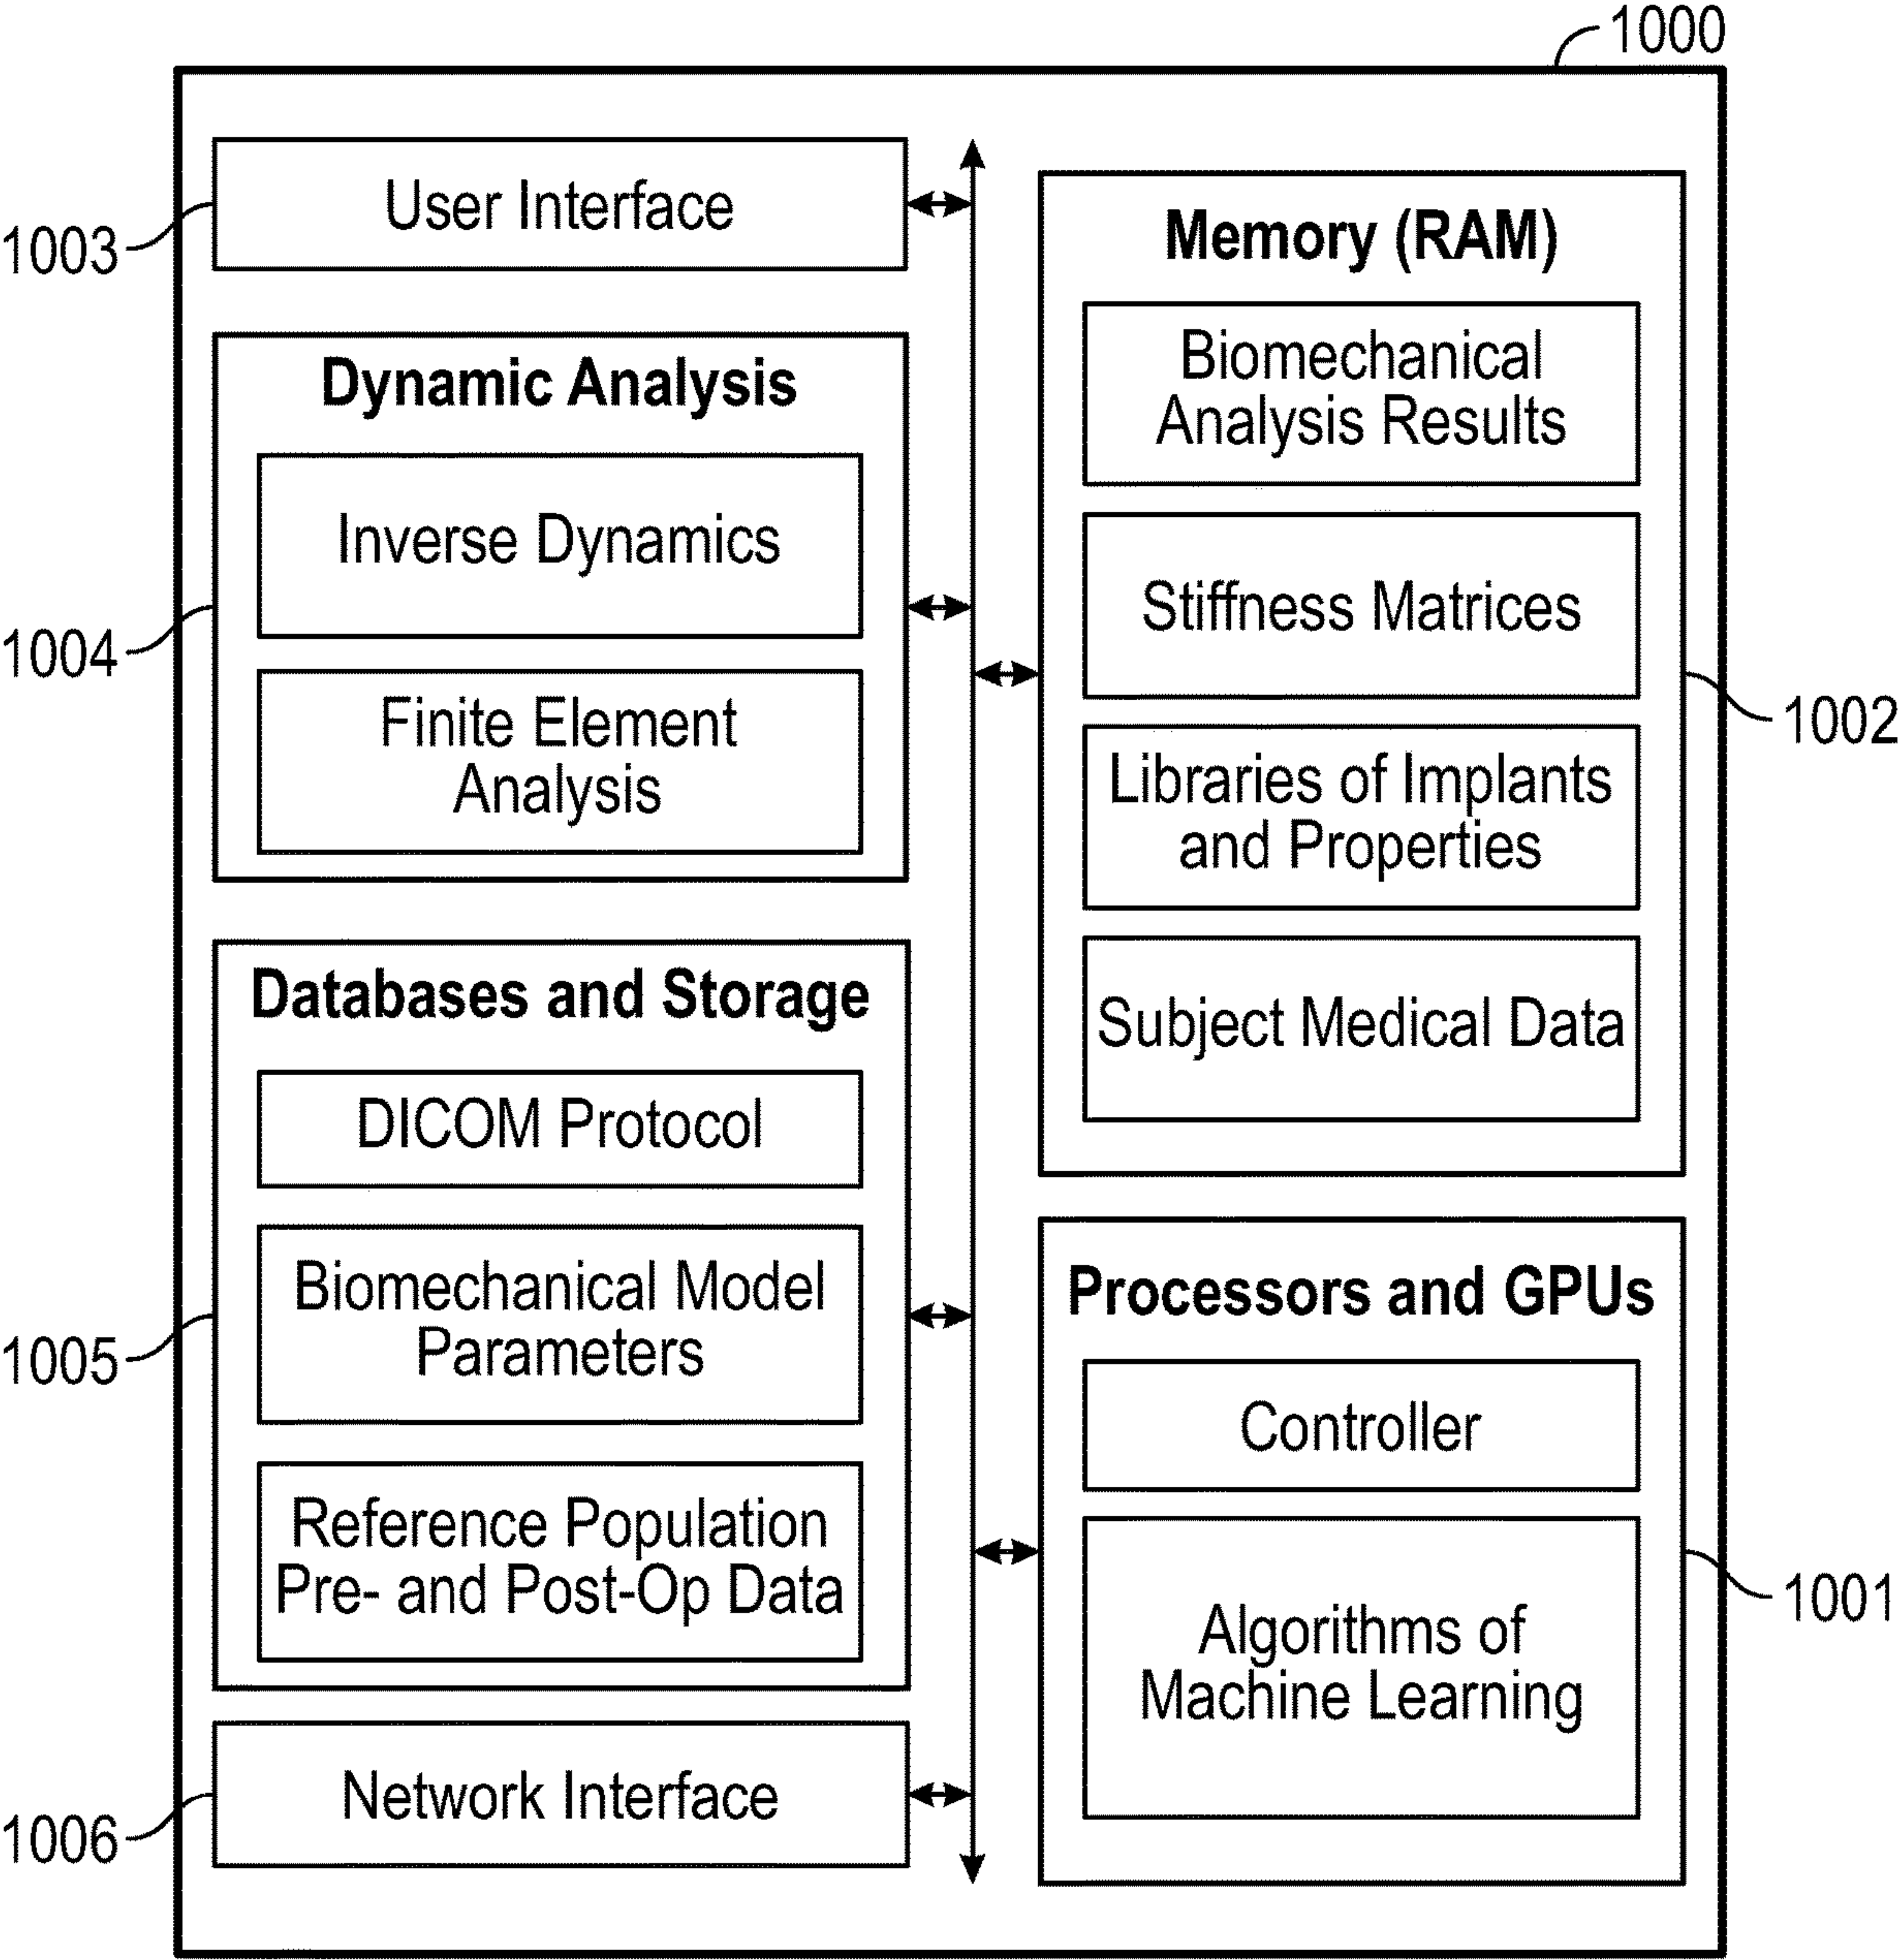 1000
User Interface
1003
Dynamic Analysis
Inverse Dynamics
Finite Element
Analysis
1004
Databases and Storage
DICOM Protocol
Biomechanical Model
Parameters
Reference Population
Pre- and Post-Op Data
1005
Network Interface
1006
Memory (RAM)
Biomechanical
Analysis Results
Stiffness Matrices
Libraries of Implants
and Properties
Subject Medical Data
1002
Processors and GPUs
Controller
Algorithms of
Machine Learning
1001